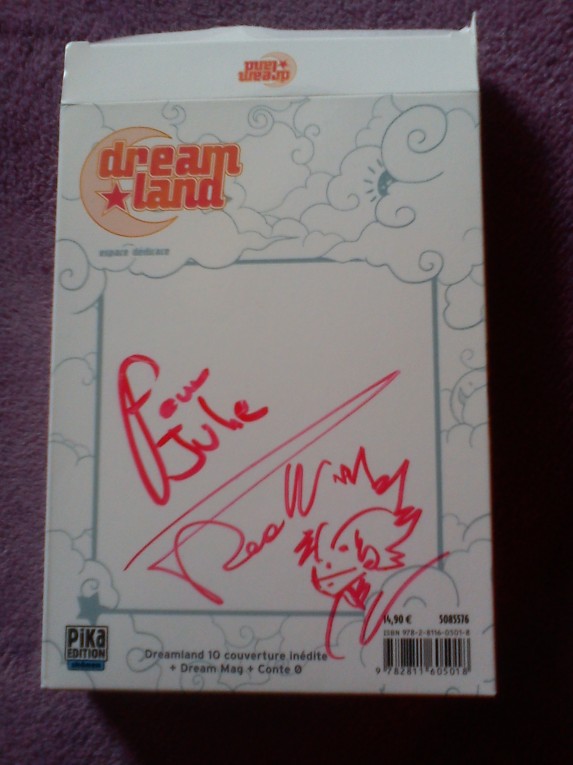 dream
land
dream
land
espace dédicace
Pour
Julie
PIKA
EDITION
Dreamland 10 couverture inédite
+ Dream Mag + Conte 0
14,90 € 5085576
ISBN 978-2-8116-0501-8
9 782811 605018